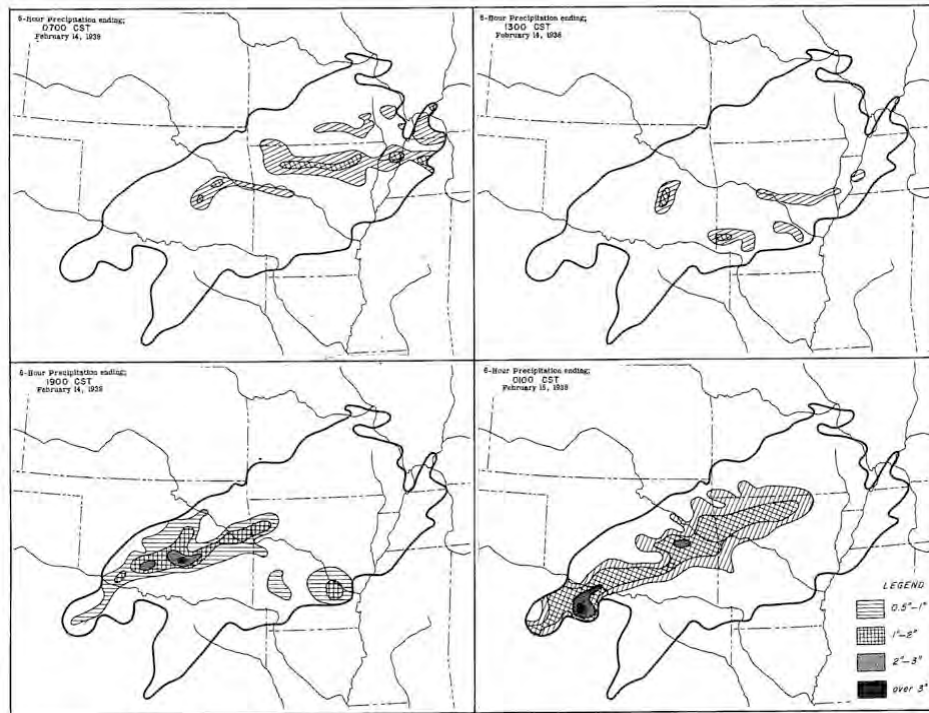 6-Hour Precipitation ending;
0700 CST
February 14, 1938
6-Hour Precipitation ending;
1300 CST
February 14, 1938
6-Hour Precipitation ending;
1900 CST
February 14, 1938
6-Hour Precipitation ending;
0100 CST
February 15, 1938
LEGEND
0.5"-1"
1"-2"
2"-3"
over 3"